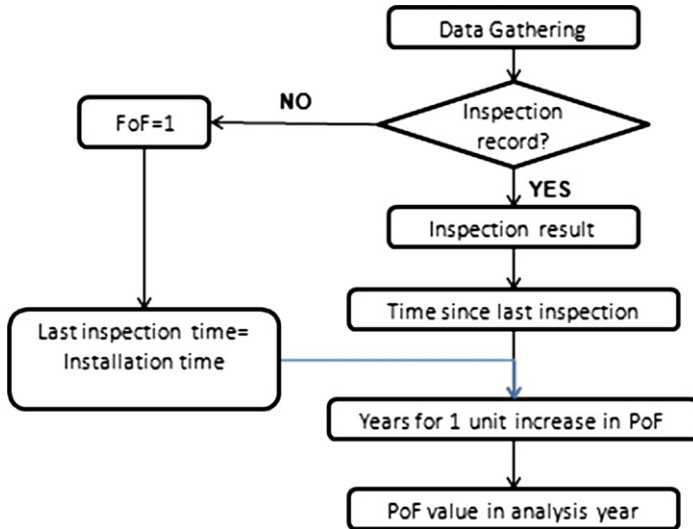 Data Gathering
Inspection
record?
NO
FoF=1
YES
Inspection result
Time since last inspection
Last inspection time=
Installation time
Years for 1 unit increase in PoF
PoF value in analysis year